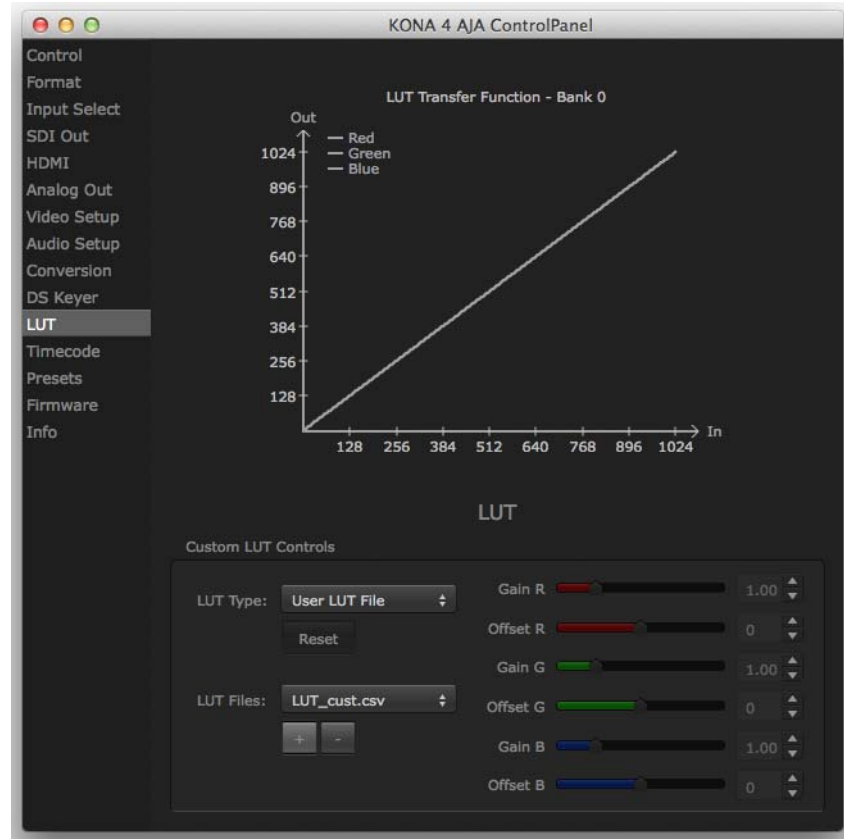 KONA 4 AJA ControlPanel
Control
Format
Input Select
SDI Out
HDMI
Analog Out
Video Setup
Audio Setup
Conversion
DS Keyer
LUT
Timecode
Presets
Firmware
Info
LUT Transfer Function - Bank 0
Out
Red
Green
Blue
1024
896
768
640
512
384
256
128
128 256 384 512 640 768 896 1024
In
LUT
Custom LUT Controls
LUT Type: User LUT File
Reset
LUT Files: LUT_cust.csv
+ -
Gain R 1.00
Offset R 0
Gain G 1.00
Offset G 0
Gain B 1.00
Offset B 0